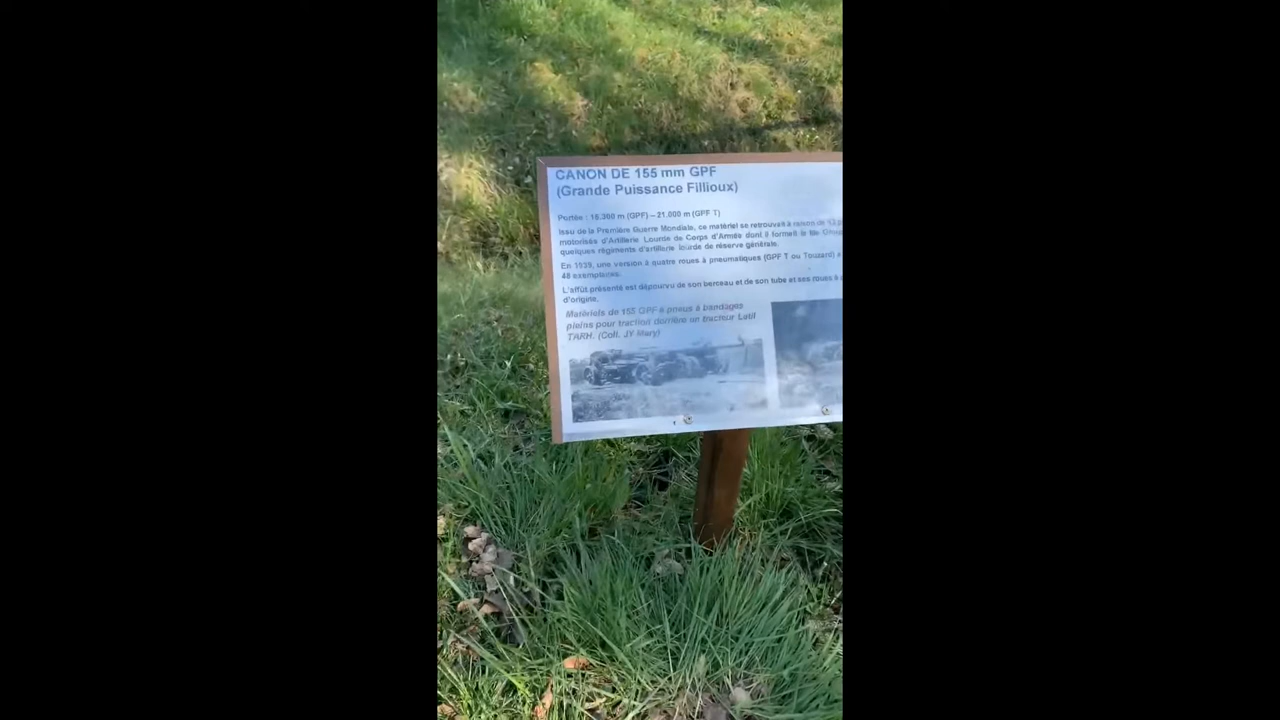 CANON DE 155 mm GPF
(Grande Puissance Fillioux)
Portée : 16.300 m (GPF) – 21.000 m (GPF T)
Issu de la Première Guerre Mondiale, ce matériel se retrouvait à raison de
motorisés d'Artillerie Lourde de Corps d'Armée dont il formait le
quelques régiments d'artillerie lourde de réserve générale.
En 1939, une version à quatre roues à pneumatiques (GPF T ou Touzard)
48 exemplaires.
L'affût présenté est dépourvu de son berceau et de son tube et ses roues
d'origine.
Matériels de 155 GPF à pneus à bandages
pleins pour traction derrière un tracteur Latil
TARH. (Coll. JY Mary)